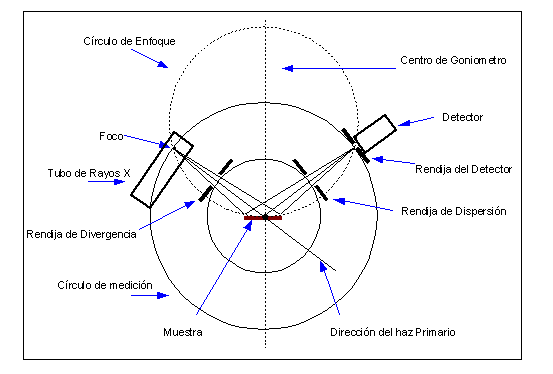 Círculo de Enfoque
Centro de Goniometro
Detector
Foco
Tubo de Rayos X
Rendija del Detector
Rendija de Dispersión
Rendija de Divergencia
Círculo de medición
Muestra
Dirección del haz Primario